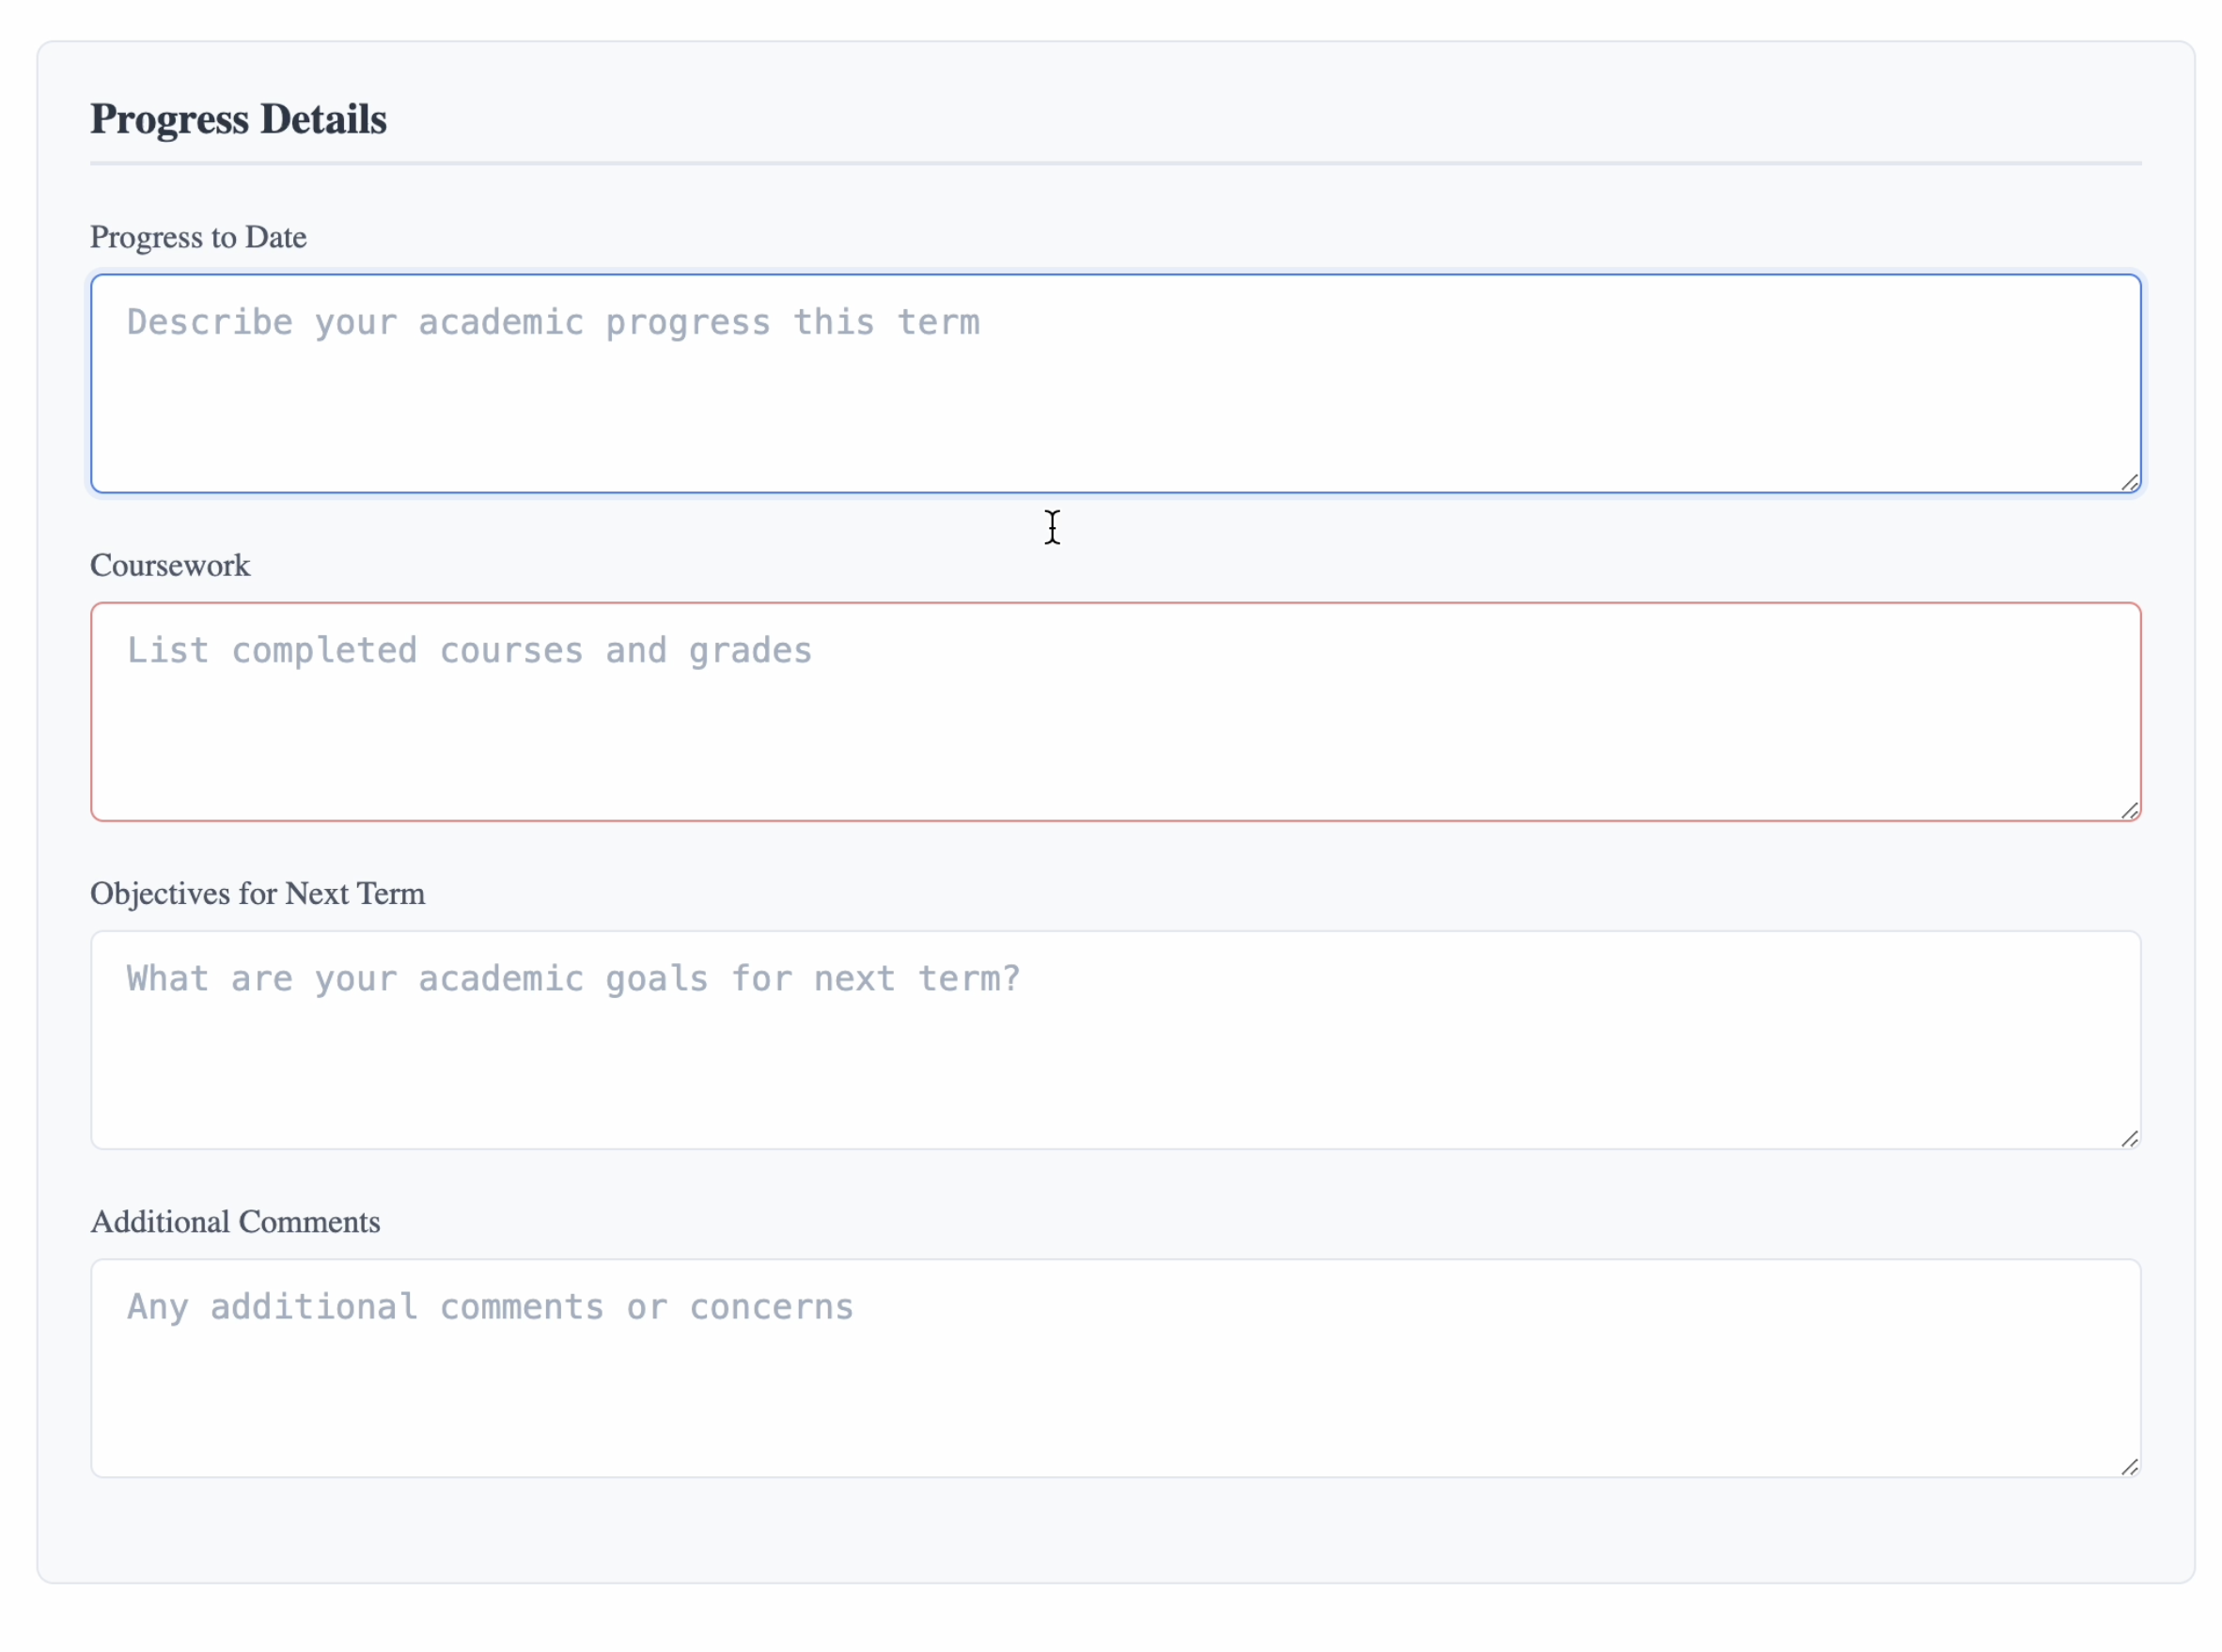 Progress Details
Progress to Date
Describe your academic progress this term
Coursework
List completed courses and grades
Objectives for Next Term
What are your academic goals for next term?
Additional Comments
Any additional comments or concerns